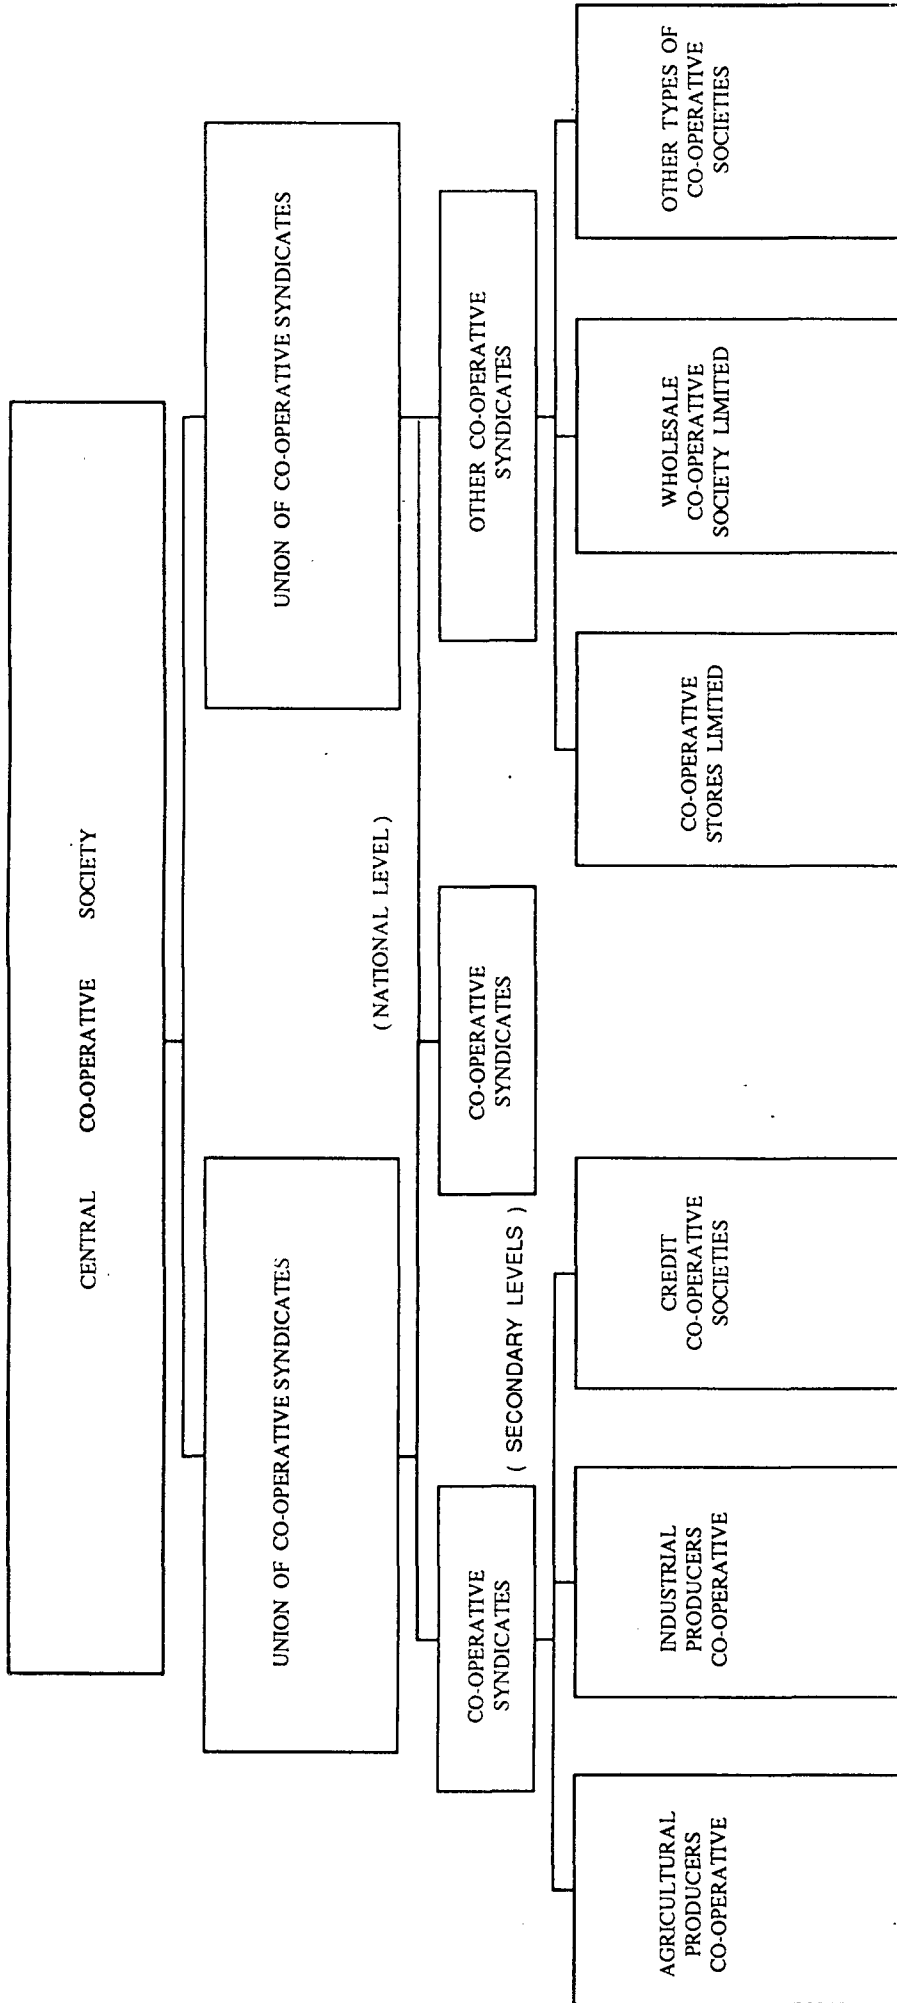 CENTRAL CO-OPERATIVE SOCIETY
UNION OF CO-OPERATIVE SYNDICATES
UNION OF CO-OPERATIVE SYNDICATES
(NATIONAL LEVEL)
CO-OPERATIVE
SYNDICATES
CO-OPERATIVE
SYNDICATES
OTHER CO-OPERATIVE
SYNDICATES
( SECONDARY LEVELS )
AGRICULTURAL
PRODUCERS
CO-OPERATIVE
INDUSTRIAL
PRODUCERS
CO-OPERATIVE
CREDIT
CO-OPERATIVE
SOCIETIES
CO-OPERATIVE
STORES LIMITED
WHOLESALE
CO-OPERATIVE
SOCIETY LIMITED
OTHER TYPES OF
CO-OPERATIVE
SOCIETIES